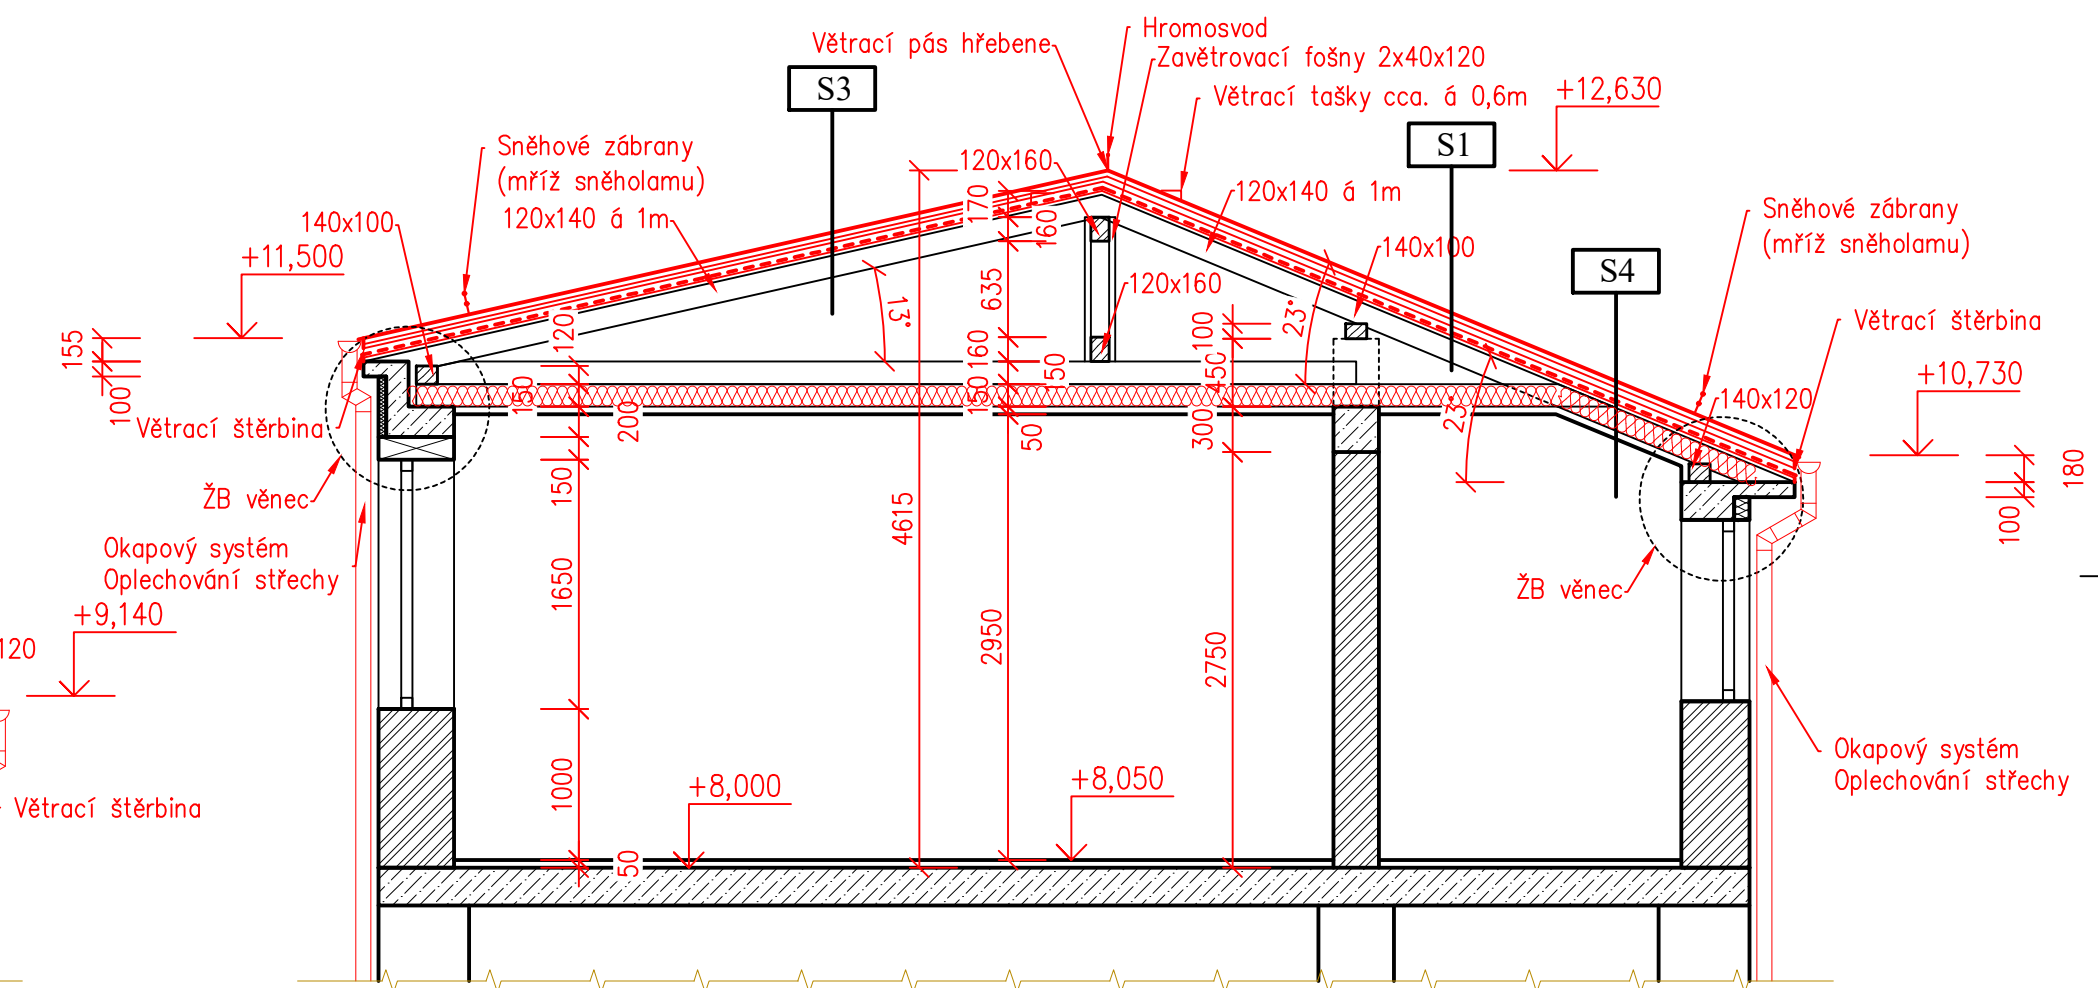 Hromosvod
Větrací pás hřebene
Zavětrovací fošny 2x40x120
S3
Větrací tašky cca. á 0,6m
+12,630
S1
Sněhové zábrany
(mříž sněholamu)
120x160
120x140 á 1m
120x140 á 1m
140x100
170
160
Sněhové zábrany
(mříž sněholamu)
140x100
+11,500
S4
120x160
13°
23°
635
100
120
155
100
Větrací štěrbina
160
150
450
+10,730
150
150
200
50
300
23°
140x120
Větrací štěrbina
180
100
ŽB věnec
150
4615
Okapový systém
Oplechování střechy
1650
ŽB věnec
+9,140
120
2950
2750
Okapový systém
Oplechování střechy
1000
+8,000
+8,050
Větrací štěrbina
50